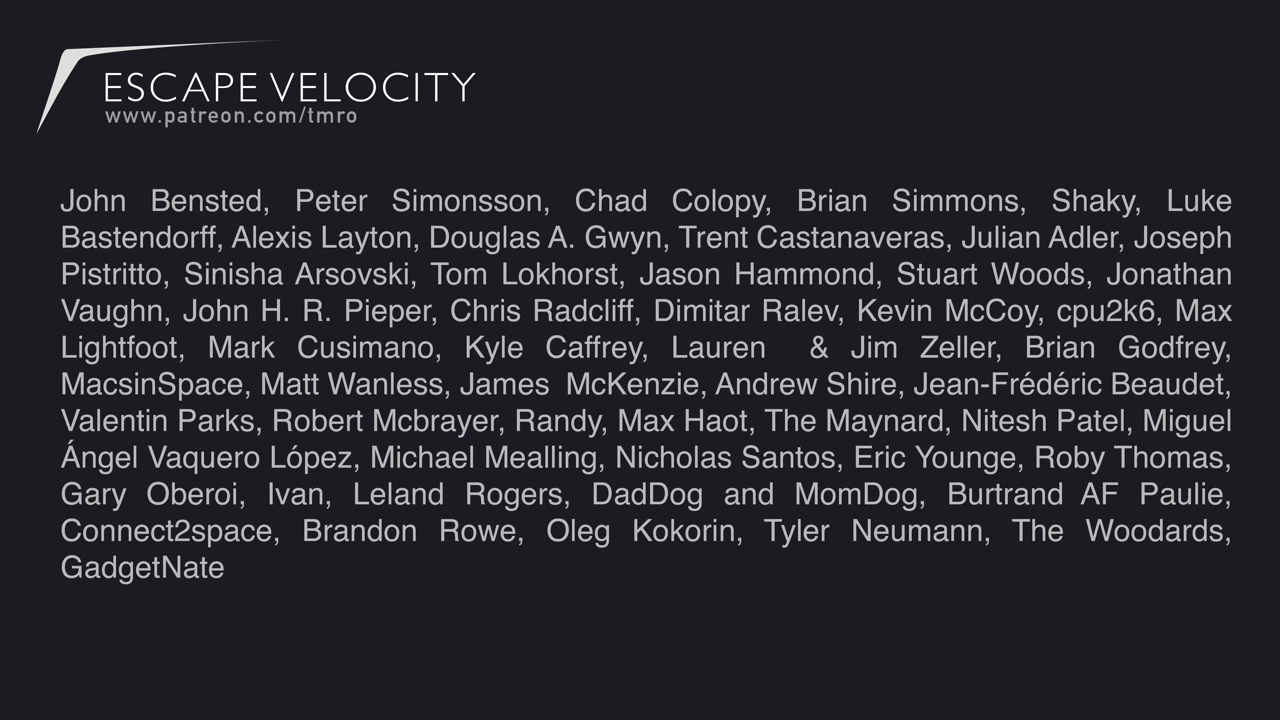 ESCAPE VELOCITY
www.patreon.com/tmro
John Bensted, Peter Simonsson, Chad Colopy, Brian Simmons, Shaky, Luke
Bastendorff, Alexis Layton, Douglas A. Gwyn, Trent Castanaveras, Julian Adler, Joseph
Pistritto, Sinisha Arsovski, Tom Lokhorst, Jason Hammond, Stuart Woods, Jonathan
Vaughn, John H. R. Pieper, Chris Radcliff, Dimitar Ralev, Kevin McCoy, cpu2k6, Max
Lightfoot, Mark Cusimano, Kyle Caffrey, Lauren & Jim Zeller, Brian Godfrey,
MacsinSpace, Matt Wanless, James McKenzie, Andrew Shire, Jean-Frédéric Beaudet,
Valentin Parks, Robert Mcbrayer, Randy, Max Haot, The Maynard, Nitesh Patel, Miguel
Ángel Vaquero López, Michael Mealling, Nicholas Santos, Eric Younge, Roby Thomas,
Gary Oberoi, Ivan, Leland Rogers, DadDog and MomDog, Burtrand AF Paulie,
Connect2space, Brandon Rowe, Oleg Kokorin, Tyler Neumann, The Woodards,
GadgetNate